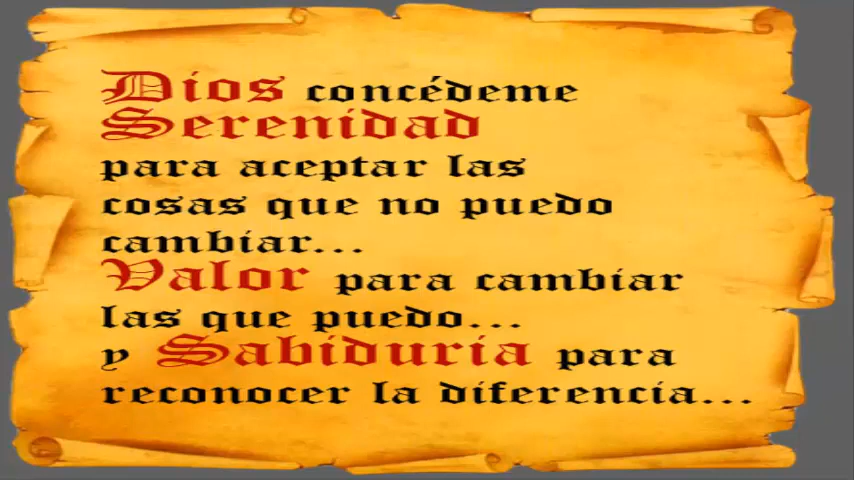 Dios concédeme
Serenidad
para aceptar las
cosas que no puedo
cambiar...
Valor para cambiar
las que puedo...
y Sabiduria para
reconocer la diferencia...